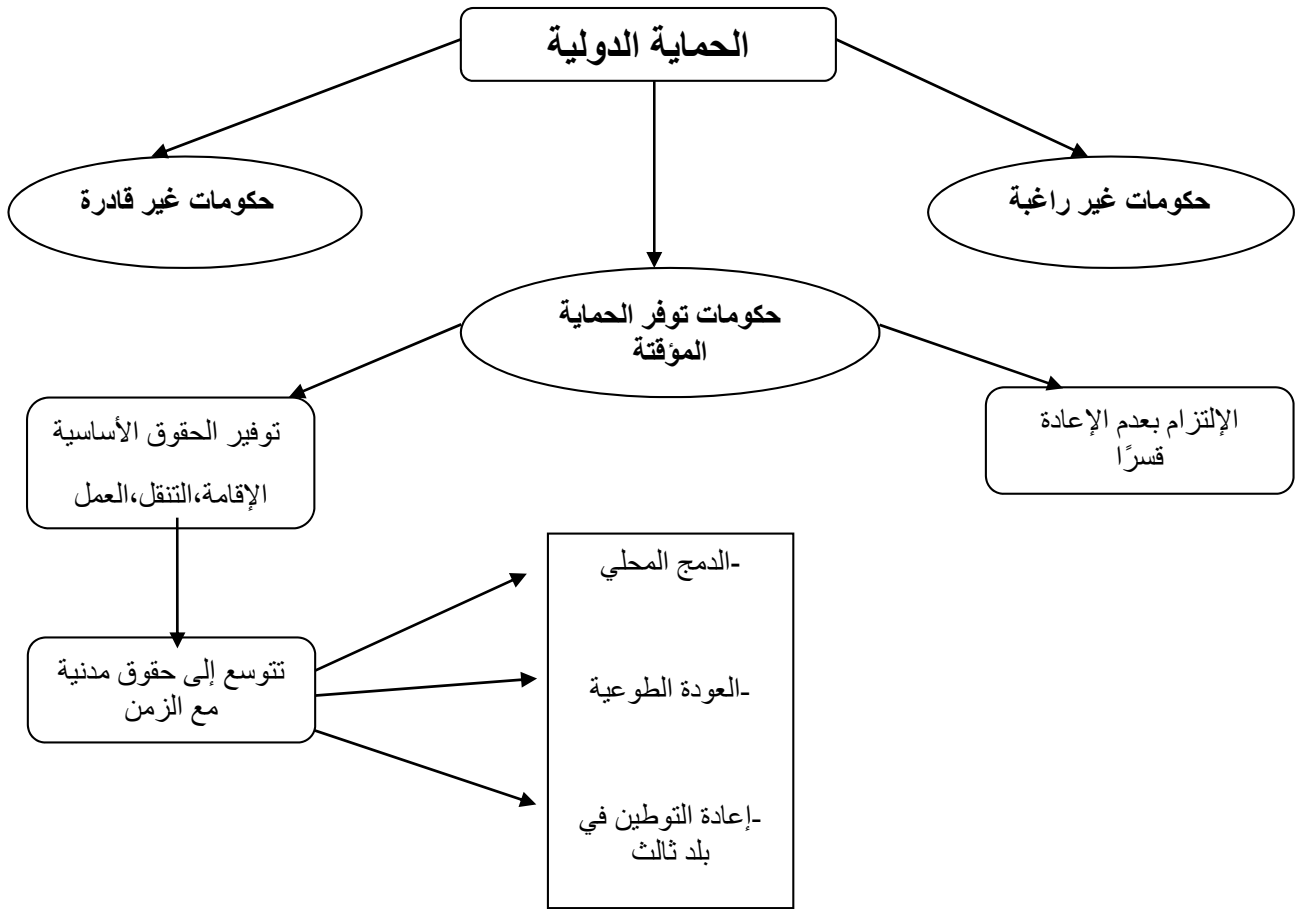 الحماية الدولية
حكومات غير راغبة
حكومات غير قادرة
حكومات توفر الحماية
المؤقتة
الإلتزام بعدم الإعادة
قسرًا
توفير الحقوق الأساسية
الإقامة،التنقل،العمل
تتوسع إلى حقوق مدنية
مع الزمن
-الدمج المحلي
-العودة الطوعية
-إعادة التوطين في
بلد ثالث